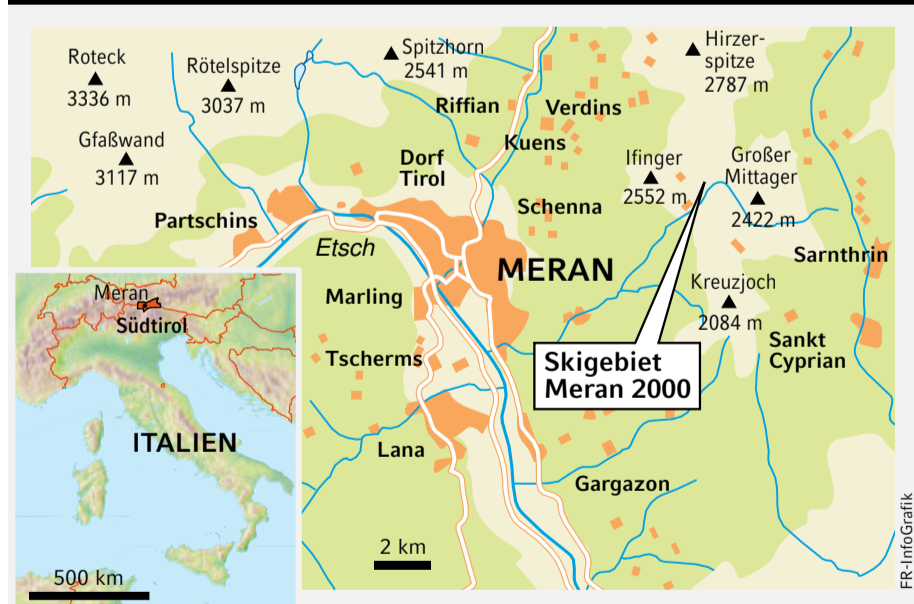 Roteck
3336 m
Rötelspitze
3037 m
Spitzhorn
2541 m
Hirzer-
spitze
2787 m
Gfaßwand
3117 m
Riffian
Verdins
Kuens
Dorf
Tirol
Ifinger
2552 m
Großer
Mittager
2422 m
Partschins
Schenna
Etsch
MERAN
Sarnthrin
Marling
Kreuzjoch
2084 m
Tscherms
Sankt
Cyprian
Skigebiet
Meran 2000
Lana
Gargazon
2 km
Meran
Südtirol
ITALIEN
500 km
FR-InfoGrafik